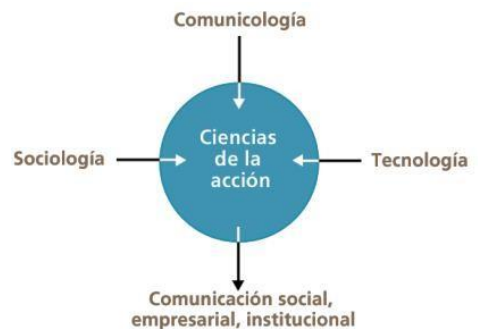 Comunicología
Sociología
Ciencias
de la
acción
Tecnología
Comunicación social,
empresarial, institucional